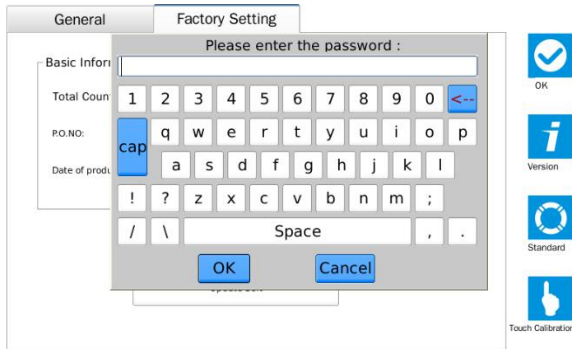 General Factory Setting
Please enter the password :
Basic Infor
Total Coun
P.O.NO:
Date of produ
1 2 3 4 5 6 7 8 9 0 <--
cap q w e r t y u i o p
a s d f g h j k l
! ? z x c v b n m ;
/ \ Space , .
OK Cancel
OK
Version
Standard
Touch Calibration